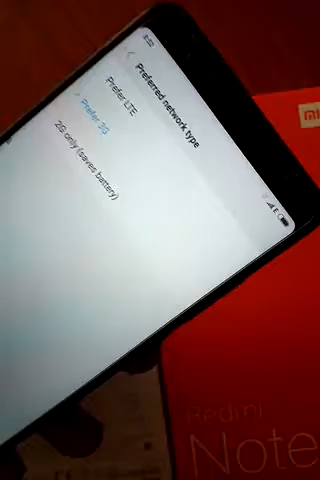 Preferred network type
Prefer LTE
Prefer 3G
2G only (saves battery)
mi
Redmi
Note